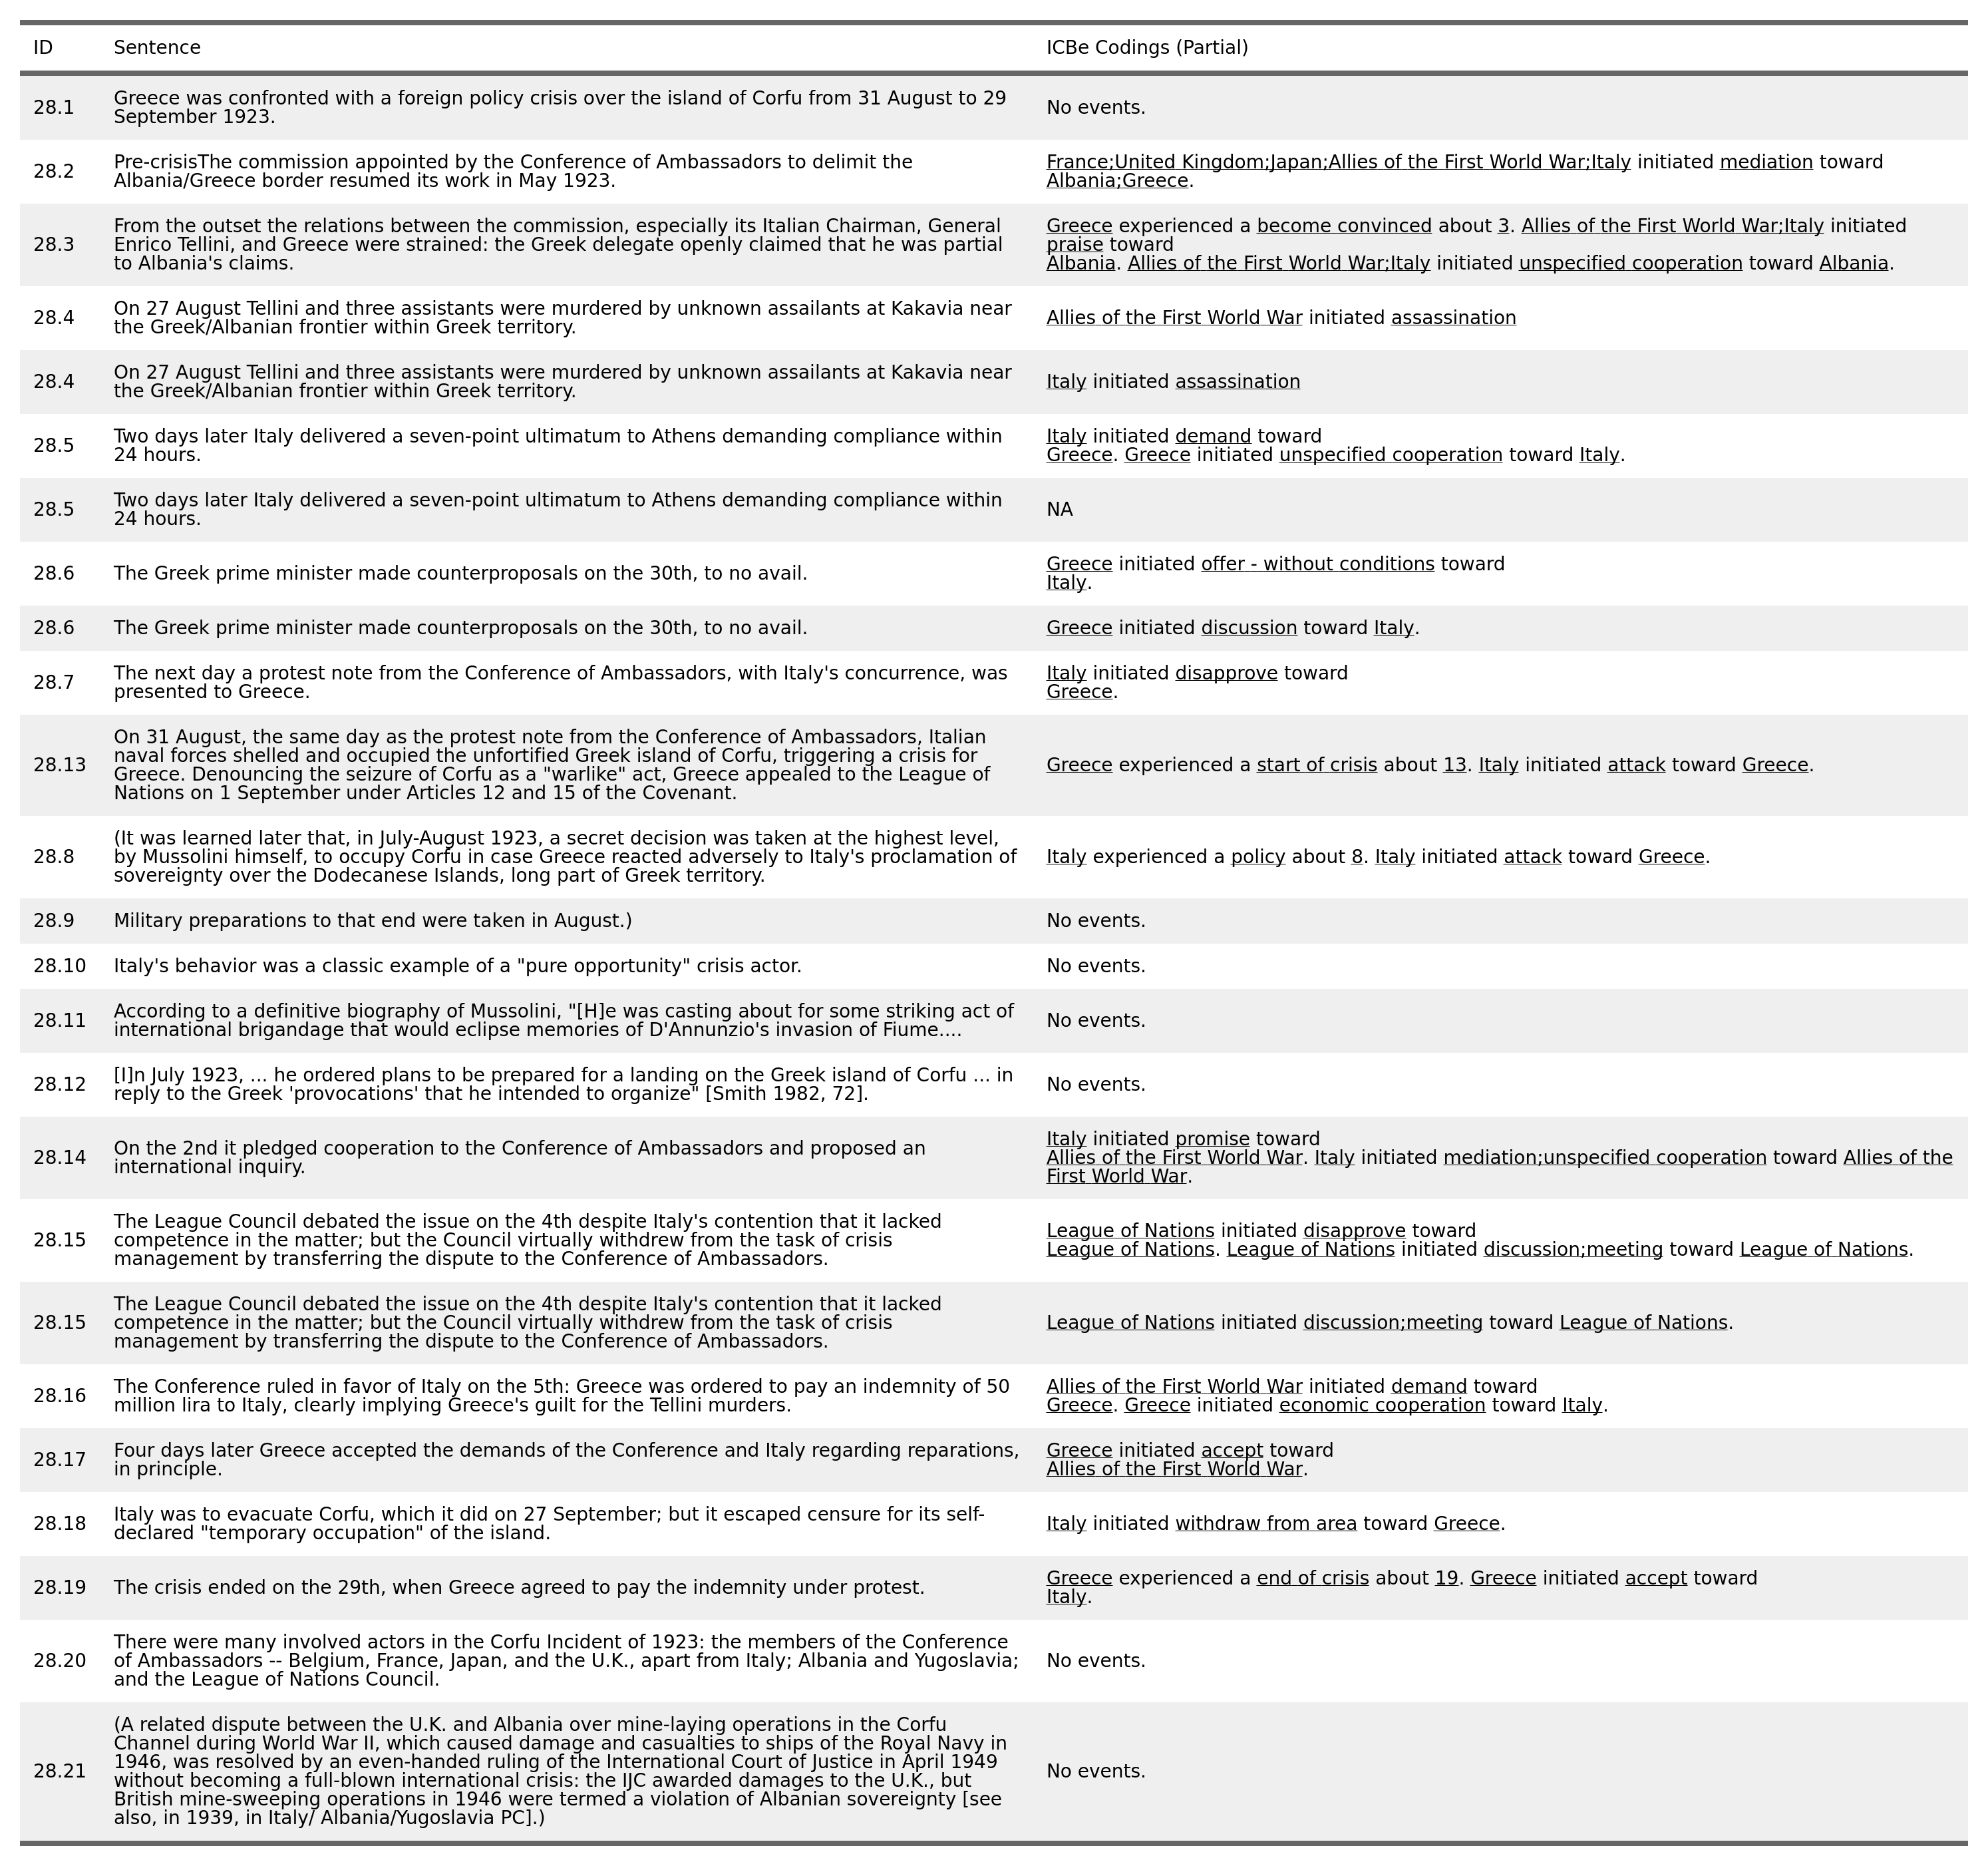 ID Sentence ICBe Codings (Partial)
28.1
Greece was confronted with a foreign policy crisis over the island of Corfu from 31 August to 29
September 1923.
No events.
28.2
Pre-crisisThe commission appointed by the Conference of Ambassadors to delimit the
Albania/Greece border resumed its work in May 1923.
France;United Kingdom;Japan;Allies of the First World War;Italy initiated mediation toward
Albania;Greece.
28.3
From the outset the relations between the commission, especially its Italian Chairman, General
Enrico Tellini, and Greece were strained: the Greek delegate openly claimed that he was partial
to Albania's claims.
Greece experienced a become convinced about 3. Allies of the First World War;Italy initiated
praise toward
Albania. Allies of the First World War;Italy initiated unspecified cooperation toward Albania.
28.4
On 27 August Tellini and three assistants were murdered by unknown assailants at Kakavia near
the Greek/Albanian frontier within Greek territory.
Allies of the First World War initiated assassination
28.4
On 27 August Tellini and three assistants were murdered by unknown assailants at Kakavia near
the Greek/Albanian frontier within Greek territory.
Italy initiated assassination
28.5
Two days later Italy delivered a seven-point ultimatum to Athens demanding compliance within
24 hours.
Italy initiated demand toward
Greece. Greece initiated unspecified cooperation toward Italy.
28.5
Two days later Italy delivered a seven-point ultimatum to Athens demanding compliance within
24 hours.
NA
28.6
The Greek prime minister made counterproposals on the 30th, to no avail.
Greece initiated offer - without conditions toward
Italy.
28.6
The Greek prime minister made counterproposals on the 30th, to no avail.
Greece initiated discussion toward Italy.
28.7
The next day a protest note from the Conference of Ambassadors, with Italy's concurrence, was
presented to Greece.
Italy initiated disapprove toward
Greece.
28.13
On 31 August, the same day as the protest note from the Conference of Ambassadors, Italian
naval forces shelled and occupied the unfortified Greek island of Corfu, triggering a crisis for
Greece. Denouncing the seizure of Corfu as a "warlike" act, Greece appealed to the League of
Nations on 1 September under Articles 12 and 15 of the Covenant.
Greece experienced a start of crisis about 13. Italy initiated attack toward Greece.
28.8
(It was learned later that, in July-August 1923, a secret decision was taken at the highest level,
by Mussolini himself, to occupy Corfu in case Greece reacted adversely to Italy's proclamation of
sovereignty over the Dodecanese Islands, long part of Greek territory.
Italy experienced a policy about 8. Italy initiated attack toward Greece.
28.9
Military preparations to that end were taken in August.)
No events.
28.10
Italy's behavior was a classic example of a "pure opportunity" crisis actor.
No events.
28.11
According to a definitive biography of Mussolini, "[H]e was casting about for some striking act of
international brigandage that would eclipse memories of D'Annunzio's invasion of Fiume....
No events.
28.12
[I]n July 1923, ... he ordered plans to be prepared for a landing on the Greek island of Corfu ... in
reply to the Greek 'provocations' that he intended to organize" [Smith 1982, 72].
No events.
28.14
On the 2nd it pledged cooperation to the Conference of Ambassadors and proposed an
international inquiry.
Italy initiated promise toward
Allies of the First World War. Italy initiated mediation;unspecified cooperation toward Allies of the
First World War.
28.15
The League Council debated the issue on the 4th despite Italy's contention that it lacked
competence in the matter; but the Council virtually withdrew from the task of crisis
management by transferring the dispute to the Conference of Ambassadors.
League of Nations initiated disapprove toward
League of Nations. League of Nations initiated discussion;meeting toward League of Nations.
28.15
The League Council debated the issue on the 4th despite Italy's contention that it lacked
competence in the matter; but the Council virtually withdrew from the task of crisis
management by transferring the dispute to the Conference of Ambassadors.
League of Nations initiated discussion;meeting toward League of Nations.
28.16
The Conference ruled in favor of Italy on the 5th: Greece was ordered to pay an indemnity of 50
million lira to Italy, clearly implying Greece's guilt for the Tellini murders.
Allies of the First World War initiated demand toward
Greece. Greece initiated economic cooperation toward Italy.
28.17
Four days later Greece accepted the demands of the Conference and Italy regarding reparations,
in principle.
Greece initiated accept toward
Allies of the First World War.
28.18
Italy was to evacuate Corfu, which it did on 27 September; but it escaped censure for its self-
declared "temporary occupation" of the island.
Italy initiated withdraw from area toward Greece.
28.19
The crisis ended on the 29th, when Greece agreed to pay the indemnity under protest.
Greece experienced a end of crisis about 19. Greece initiated accept toward
Italy.
28.20
There were many involved actors in the Corfu Incident of 1923: the members of the Conference
of Ambassadors -- Belgium, France, Japan, and the U.K., apart from Italy; Albania and Yugoslavia;
and the League of Nations Council.
No events.
28.21
(A related dispute between the U.K. and Albania over mine-laying operations in the Corfu
Channel during World War II, which caused damage and casualties to ships of the Royal Navy in
1946, was resolved by an even-handed ruling of the International Court of Justice in April 1949
without becoming a full-blown international crisis: the IJC awarded damages to the U.K., but
British mine-sweeping operations in 1946 were termed a violation of Albanian sovereignty [see
also, in 1939, in Italy/ Albania/Yugoslavia PC].)
No events.